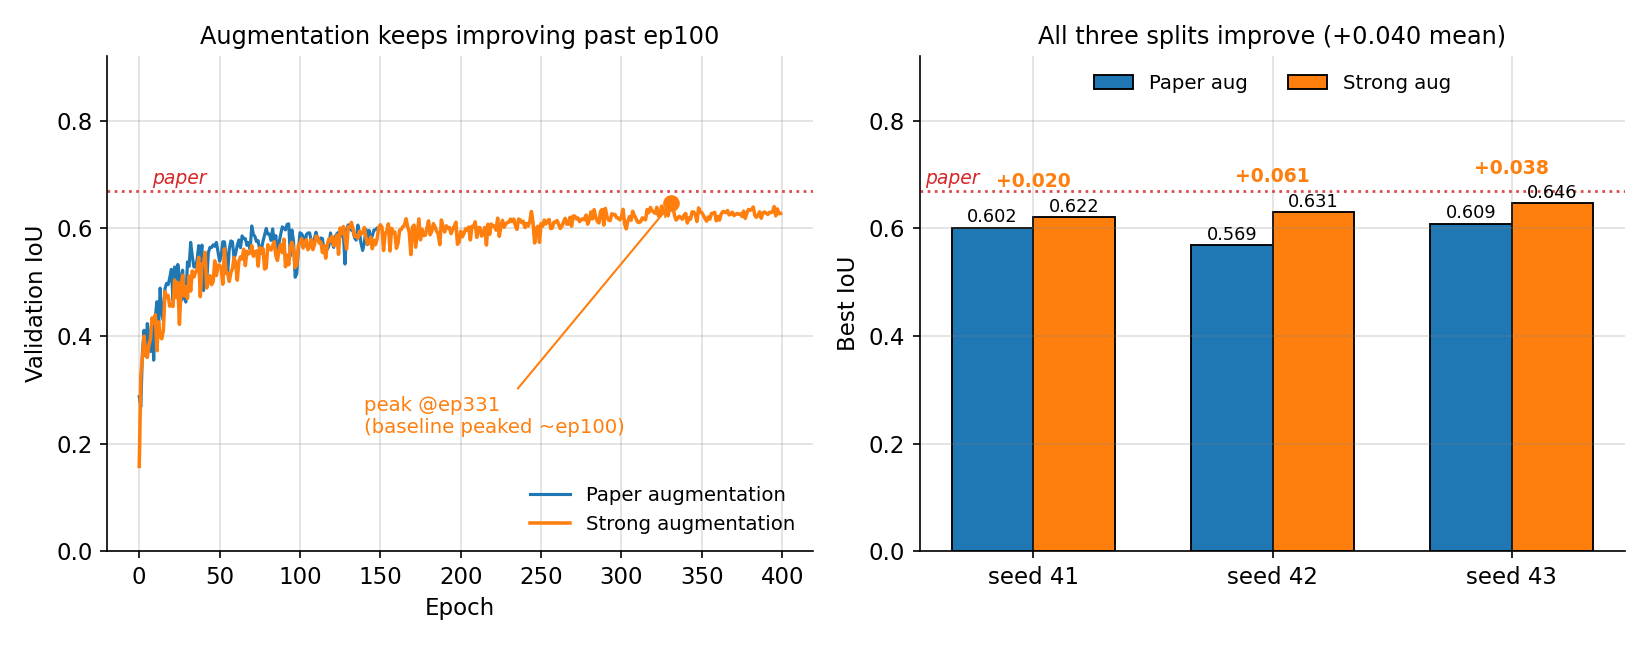 Augmentation keeps improving past ep100
Validation IoU
0.8
0.6
0.4
0.2
0.0
paper
peak @ep331
(baseline peaked ~ep100)
Paper augmentation
Strong augmentation
0 50 100 150 200 250 300 350 400
Epoch
All three splits improve (+0.040 mean)
Paper aug Strong aug
Best IoU
0.8
0.6
0.4
0.2
0.0
paper
+0.020 +0.061 +0.038
0.602 0.622 0.569 0.631 0.609 0.646
seed 41 seed 42 seed 43